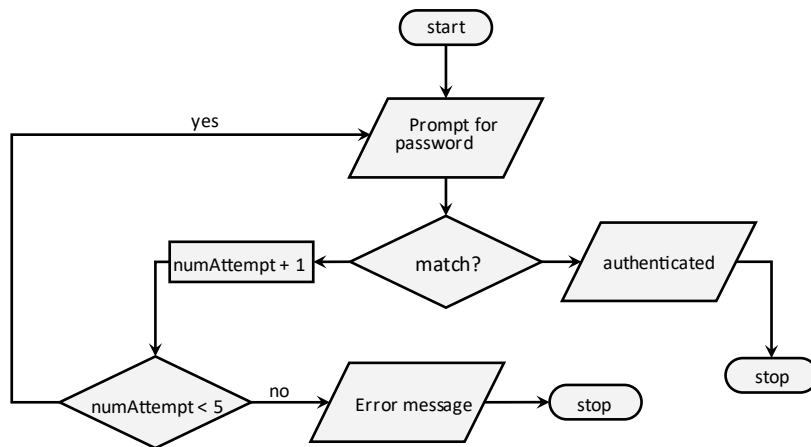 start
yes
Prompt for
password
numAttempt + 1
match?
authenticated
stop
numAttempt < 5
no
Error message
stop